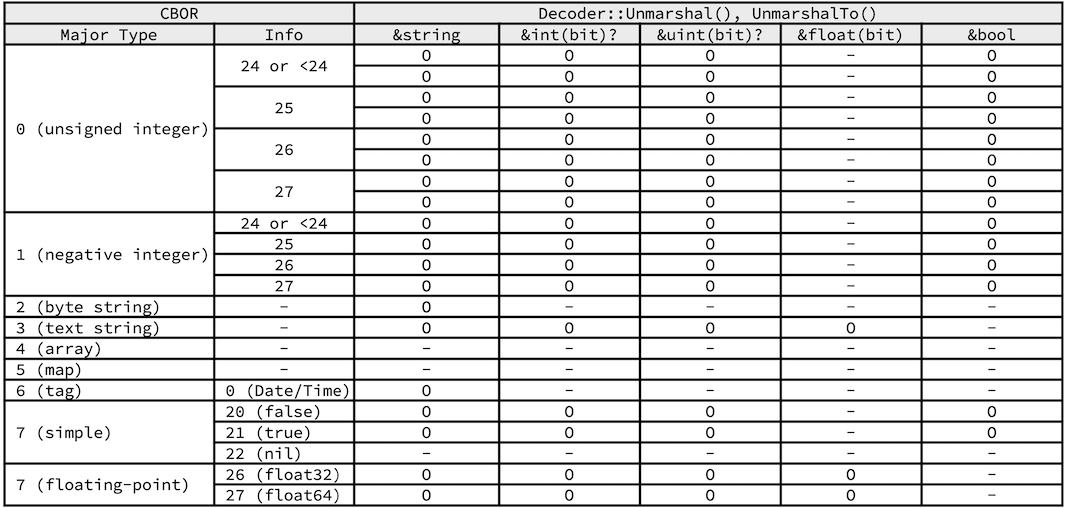 CBOR Decoder::Unmarshal(), UnmarshalTo()
Major Type Info &string &int(bit)? &uint(bit)? &float(bit) &bool
0 (unsigned integer) 24 or <24 O O O - O
O O O - O
25 O O O - O
O O O - O
26 O O O - O
O O O - O
27 O O O - O
O O O - O
1 (negative integer) 24 or <24 O O O - O
25 O O O - O
26 O O O - O
27 O O O - O
2 (byte string) - O - - - -
3 (text string) - O O O O -
4 (array) - - - - - -
5 (map) - - - - - -
6 (tag) 0 (Date/Time) O - - - -
7 (simple) 20 (false) O O O - O
21 (true) O O O - O
22 (nil) - - - - -
7 (floating-point) 26 (float32) O O O O -
27 (float64) O O O O -